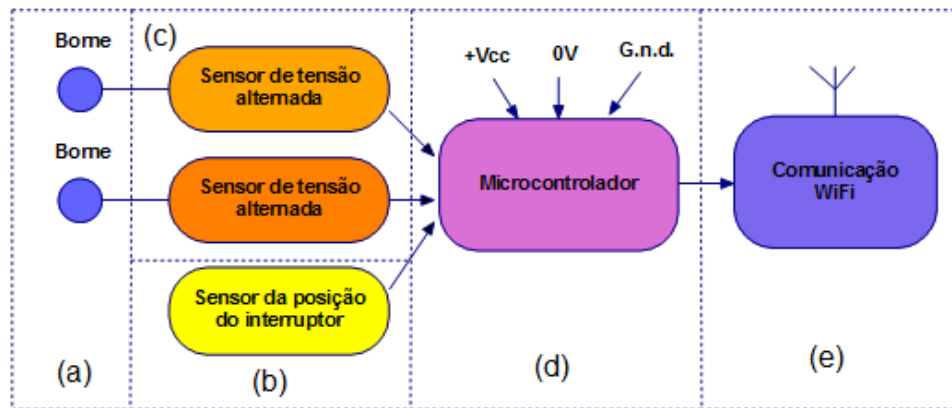 Borne
(c)
Sensor de tensão
alternada
Borne
Sensor de tensão
alternada
Sensor da posição
do interruptor
+Vcc
0V
G.n.d.
Microcontrolador
Comunicação
WiFi
(a)
(b)
(d)
(e)